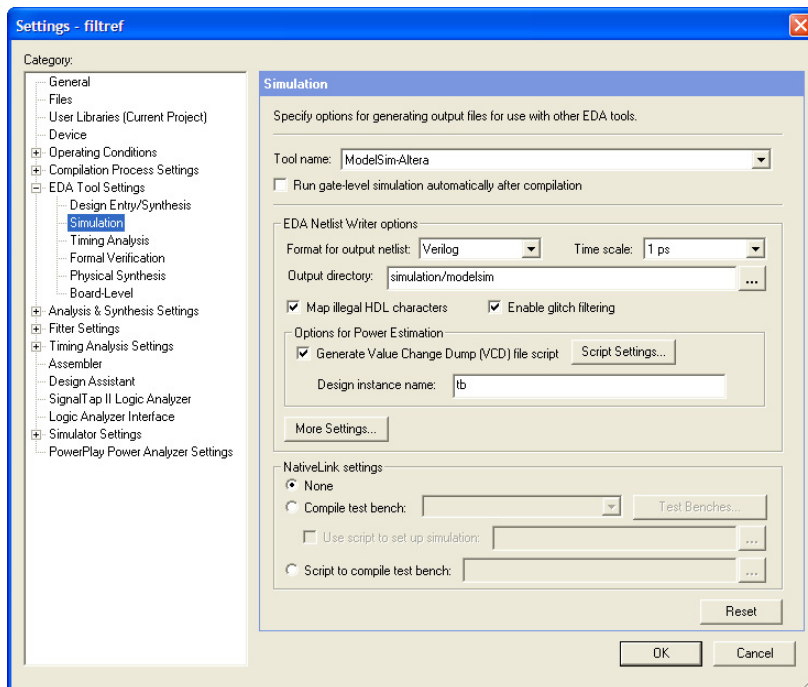 Settings - filtref
Category:
General
Files
User Libraries (Current Project)
Device
Operating Conditions
Compilation Process Settings
EDA Tool Settings
Design Entry/Synthesis
Simulation
Timing Analysis
Formal Verification
Physical Synthesis
Board-Level
Analysis & Synthesis Settings
Fitter Settings
Timing Analysis Settings
Assembler
Design Assistant
SignalTap II Logic Analyzer
Logic Analyzer Interface
Simulator Settings
PowerPlay Power Analyzer Settings
Simulation
Specify options for generating output files for use with other EDA tools.
Tool name: ModelSim-Altera
Run gate-level simulation automatically after compilation
EDA Netlist Writer options
Format for output netlist: Verilog Time scale: 1 ps
Output directory: simulation/modelsim ...
Map illegal HDL characters Enable glitch filtering
Options for Power Estimation
Generate Value Change Dump (VCD) file script Script Settings...
Design instance name: tb
More Settings...
NativeLink settings
None
Compile test bench: Test Benches...
Use script to set up simulation: ...
Script to compile test bench: ...
Reset
OK Cancel